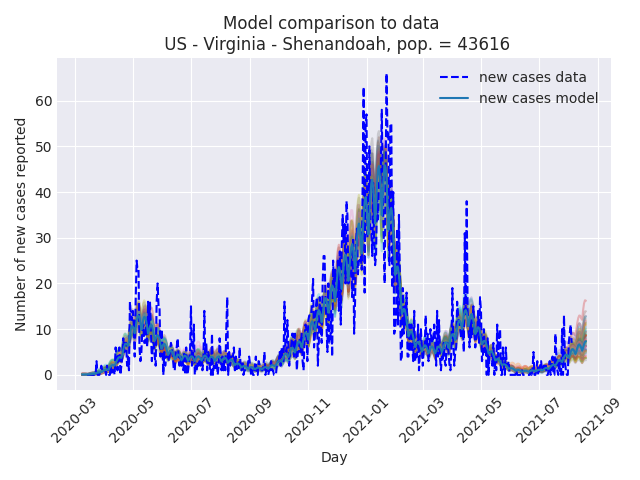 Model comparison to data
US - Virginia - Shenandoah, pop. = 43616
new cases data
new cases model
Number of new cases reported
60
50
40
30
20
10
0
2020-03
2020-05
2020-07
2020-09
2020-11
2021-01
2021-03
2021-05
2021-07
2021-09
Day